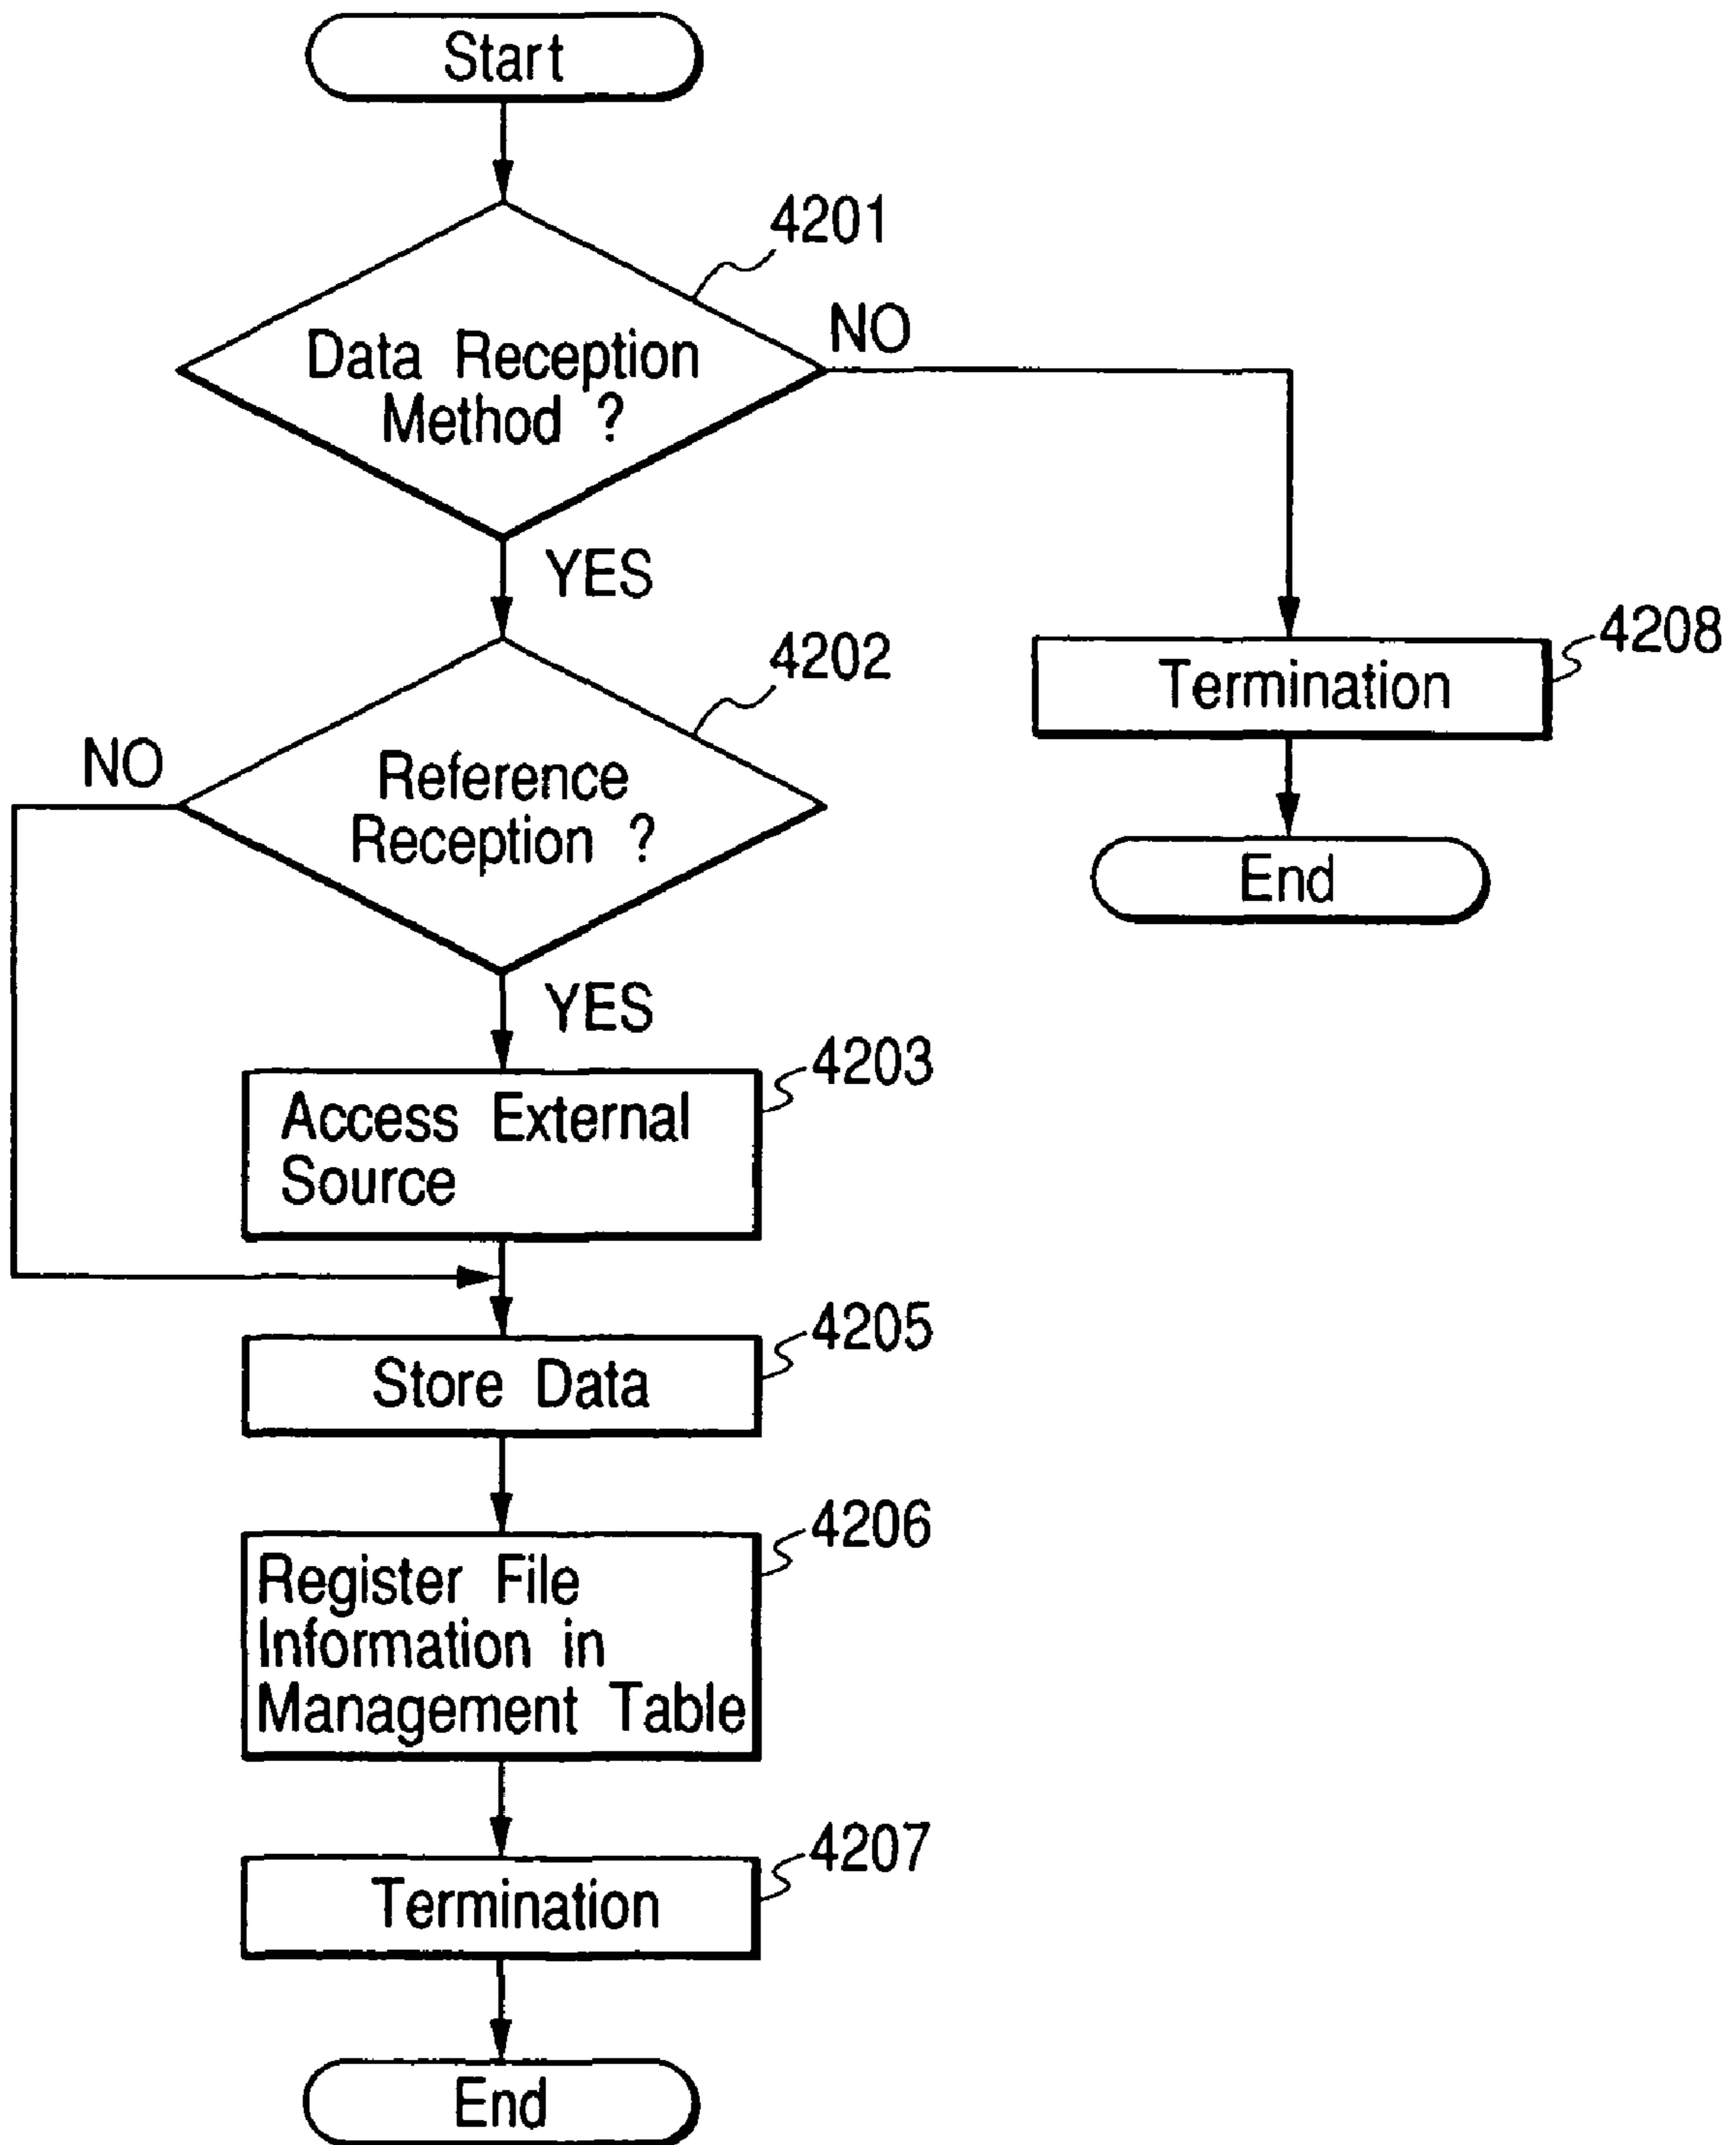 Start
4201
Data Reception
Method ?
NO
YES
4202
4208
Termination
NO
Reference
Reception ?
End
YES
4203
Access External
Source
4205
Store Data
4206
Register File
Information in
Management Table
4207
Termination
End